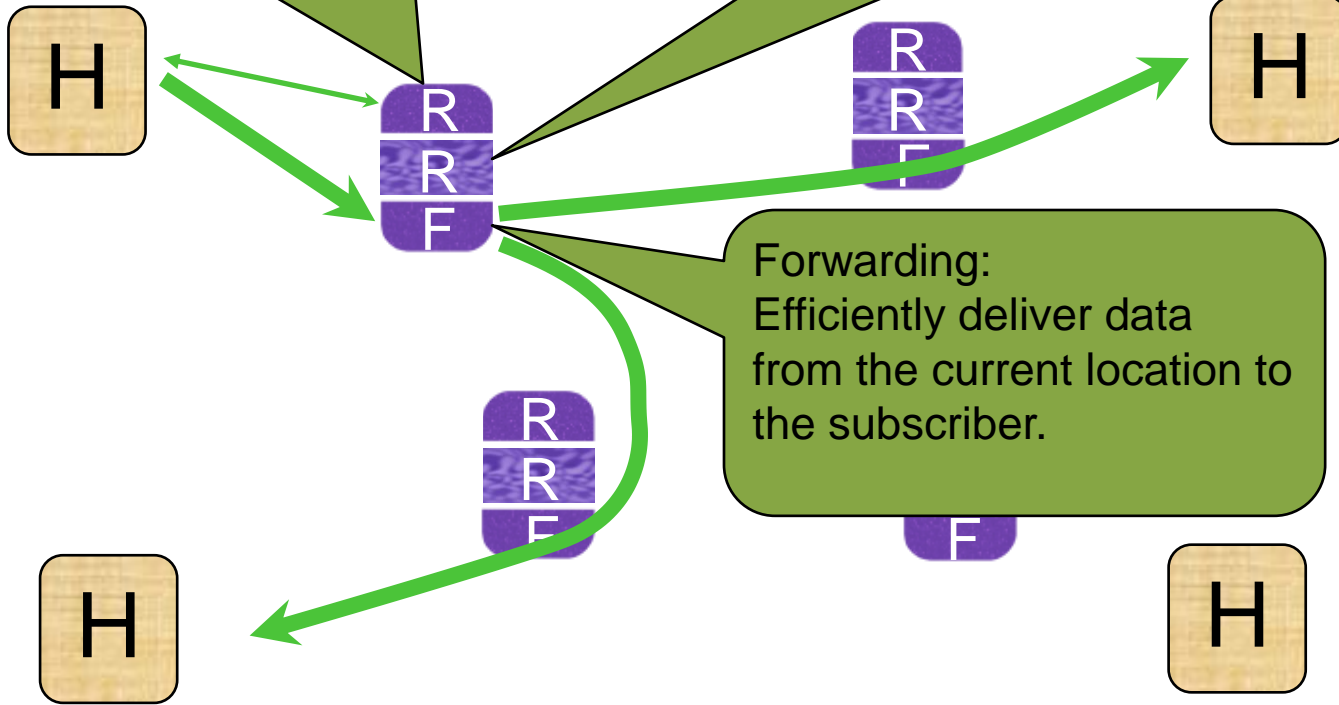 H
R
R
F
R
R
F
H
Forwarding:
Efficiently deliver data
from the current location to
the subscriber.
R
R
F
F
H
H